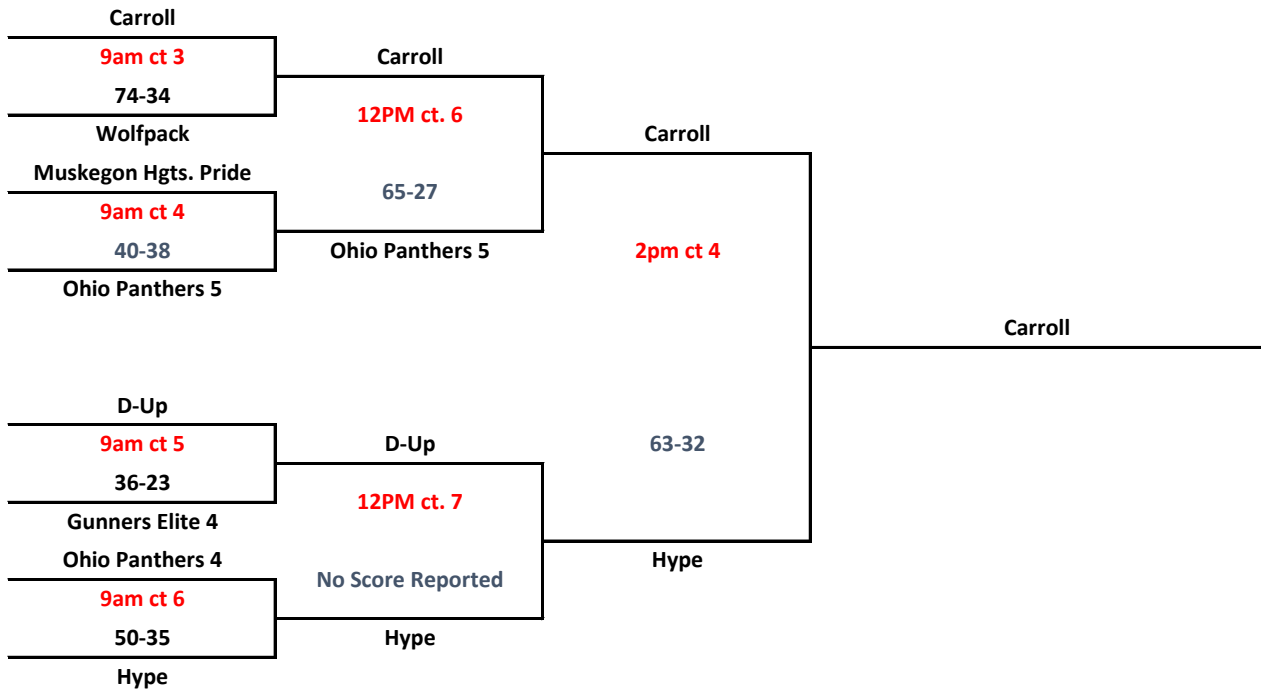 Carroll
9am ct 3
74-34
Wolfpack
Muskegon Hgts. Pride
9am ct 4
40-38
Ohio Panthers 5
D-Up
9am ct 5
36-23
Gunners Elite 4
Ohio Panthers 4
9am ct 6
50-35
Hype
Carroll
12PM ct. 6
65-27
Ohio Panthers 5
D-Up
12PM ct. 7
No Score Reported
Hype
Carroll
2pm ct 4
63-32
Hype
Carroll